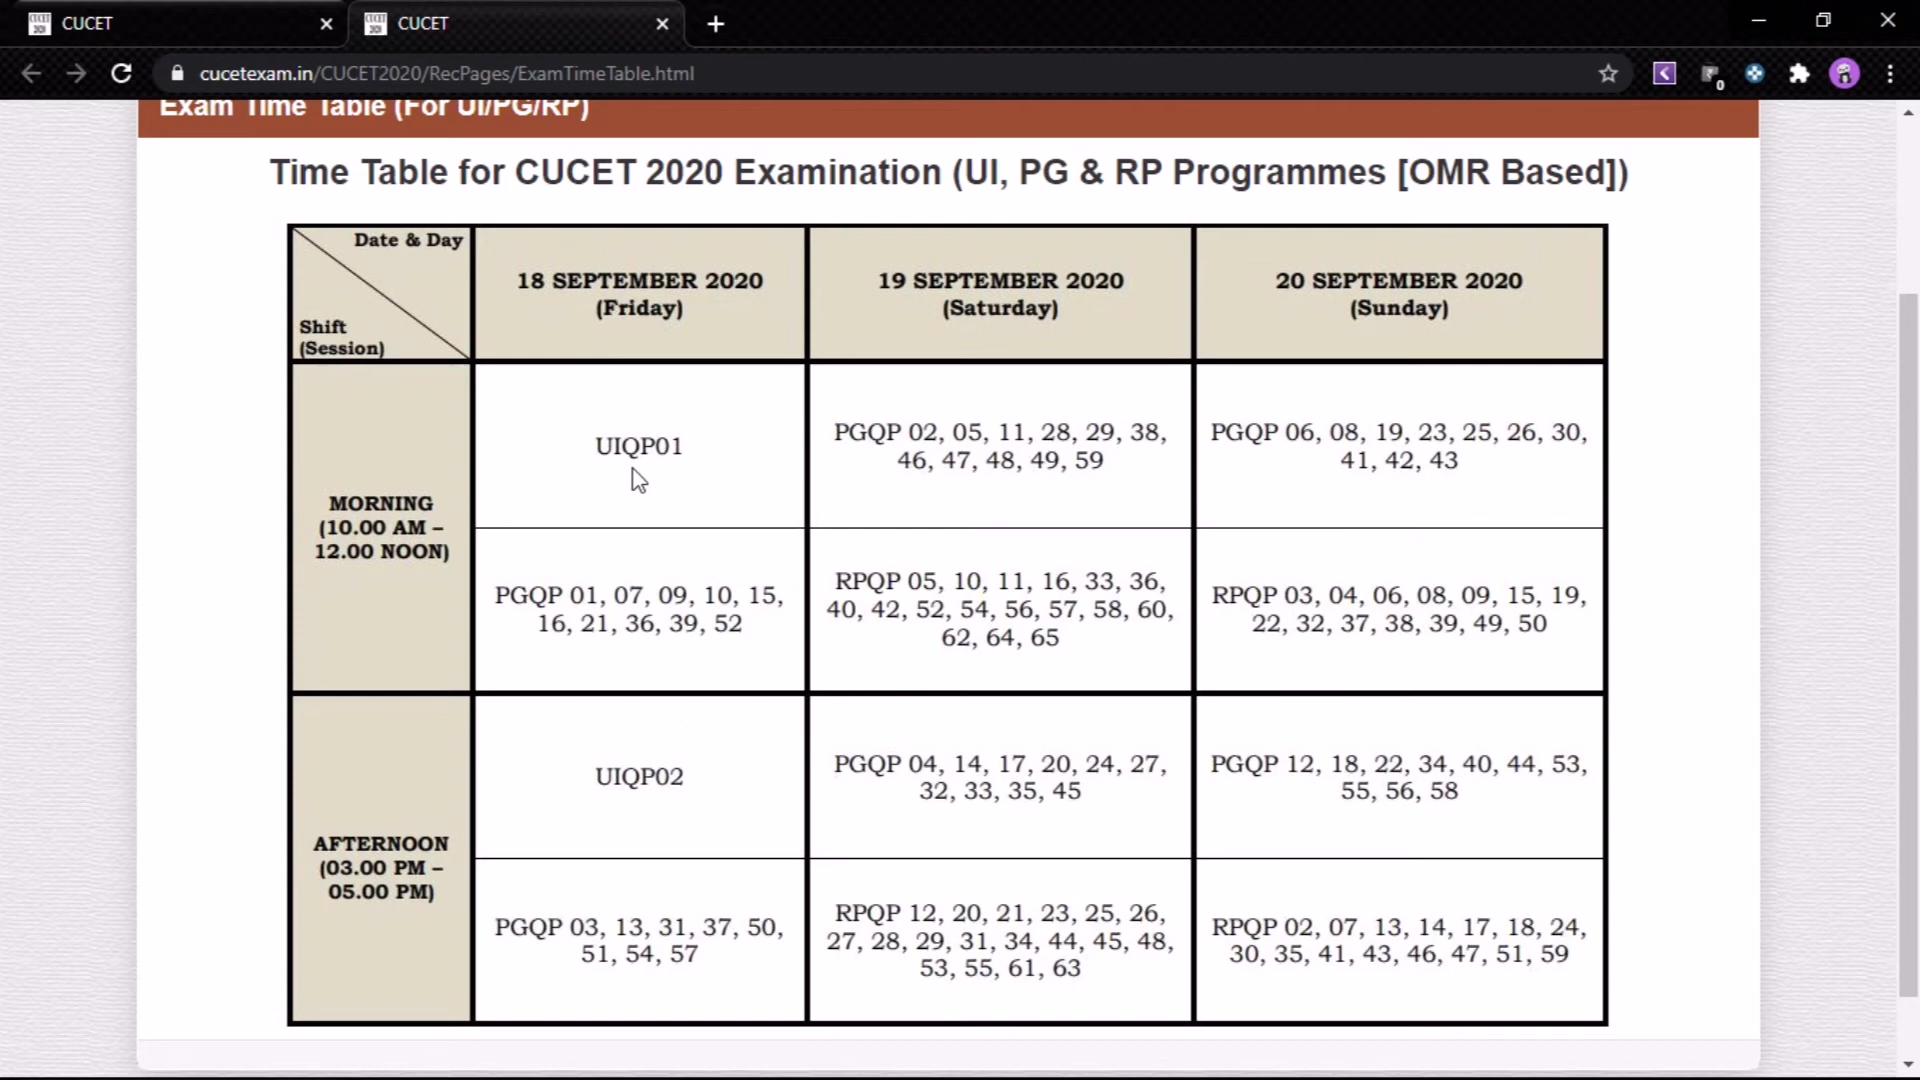 CUCET
CUCET
cucetexam.in/CUCET2020/RecPages/ExamTimeTable.html
0
Exam Time Table (For UI/PG/RP)
Time Table for CUCET 2020 Examination (UI, PG & RP Programmes [OMR Based])
Date & Day
Shift
(Session)
18 SEPTEMBER 2020
(Friday)
19 SEPTEMBER 2020
(Saturday)
20 SEPTEMBER 2020
(Sunday)
MORNING
(10.00 AM –
12.00 NOON)
UIQP01
PGQP 02, 05, 11, 28, 29, 38,
46, 47, 48, 49, 59
PGQP 06, 08, 19, 23, 25, 26, 30,
41, 42, 43
PGQP 01, 07, 09, 10, 15,
16, 21, 36, 39, 52
RPQP 05, 10, 11, 16, 33, 36,
40, 42, 52, 54, 56, 57, 58, 60,
62, 64, 65
RPQP 03, 04, 06, 08, 09, 15, 19,
22, 32, 37, 38, 39, 49, 50
AFTERNOON
(03.00 PM –
05.00 PM)
UIQP02
PGQP 04, 14, 17, 20, 24, 27,
32, 33, 35, 45
PGQP 12, 18, 22, 34, 40, 44, 53,
55, 56, 58
PGQP 03, 13, 31, 37, 50,
51, 54, 57
RPQP 12, 20, 21, 23, 25, 26,
27, 28, 29, 31, 34, 44, 45, 48,
53, 55, 61, 63
RPQP 02, 07, 13, 14, 17, 18, 24,
30, 35, 41, 43, 46, 47, 51, 59